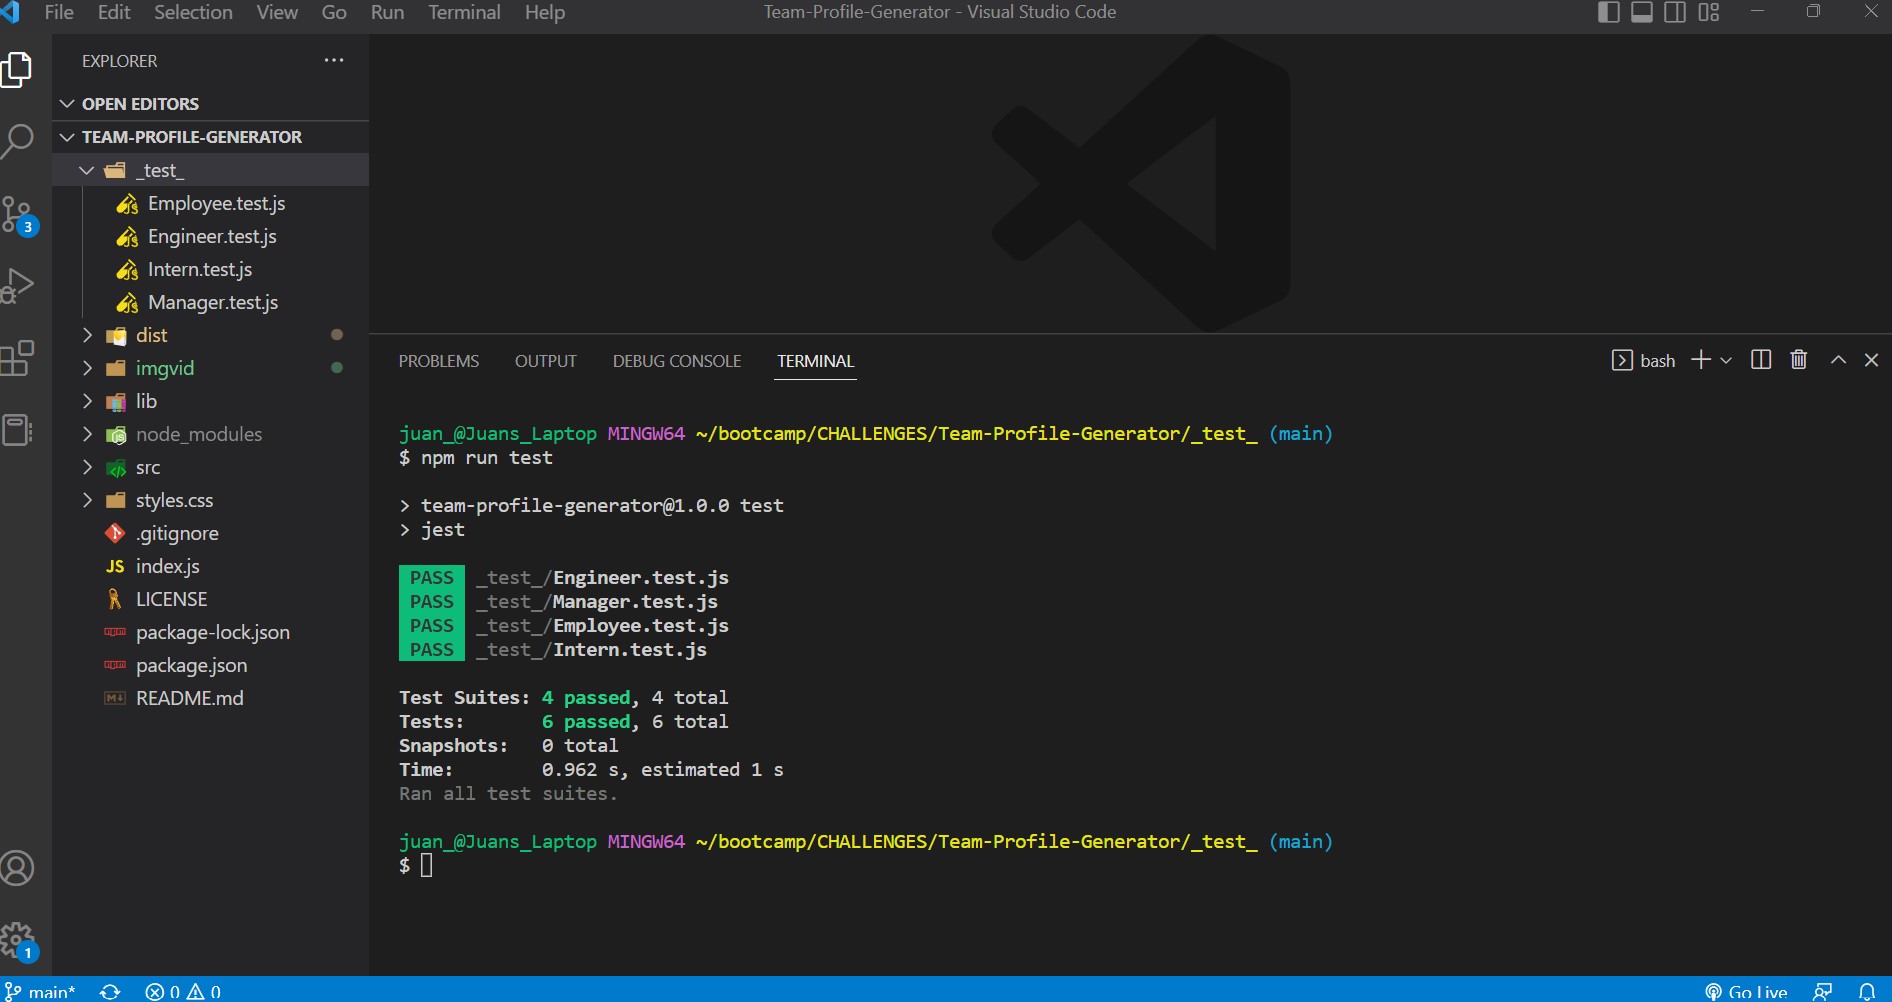 File Edit Selection View Go Run Terminal Help
Team-Profile-Generator - Visual Studio Code
EXPLORER
OPEN EDITORS
TEAM-PROFILE-GENERATOR
_test_
Employee.test.js
Engineer.test.js
Intern.test.js
Manager.test.js
dist
imgvid
lib
node_modules
src
styles.css
.gitignore
JS index.js
LICENSE
package-lock.json
package.json
README.md
3
1
PROBLEMS OUTPUT DEBUG CONSOLE TERMINAL
bash
juan_@Juans_Laptop MINGW64 ~/bootcamp/CHALLENGES/Team-Profile-Generator/_test_ (main)
$ npm run test
> team-profile-generator@1.0.0 test
> jest
PASS _test_/Engineer.test.js
PASS _test_/Manager.test.js
PASS _test_/Employee.test.js
PASS _test_/Intern.test.js
Test Suites: 4 passed, 4 total
Tests: 6 passed, 6 total
Snapshots: 0 total
Time: 0.962 s, estimated 1 s
Ran all test suites.
juan_@Juans_Laptop MINGW64 ~/bootcamp/CHALLENGES/Team-Profile-Generator/_test_ (main)
$
main* 0 0 Go Live